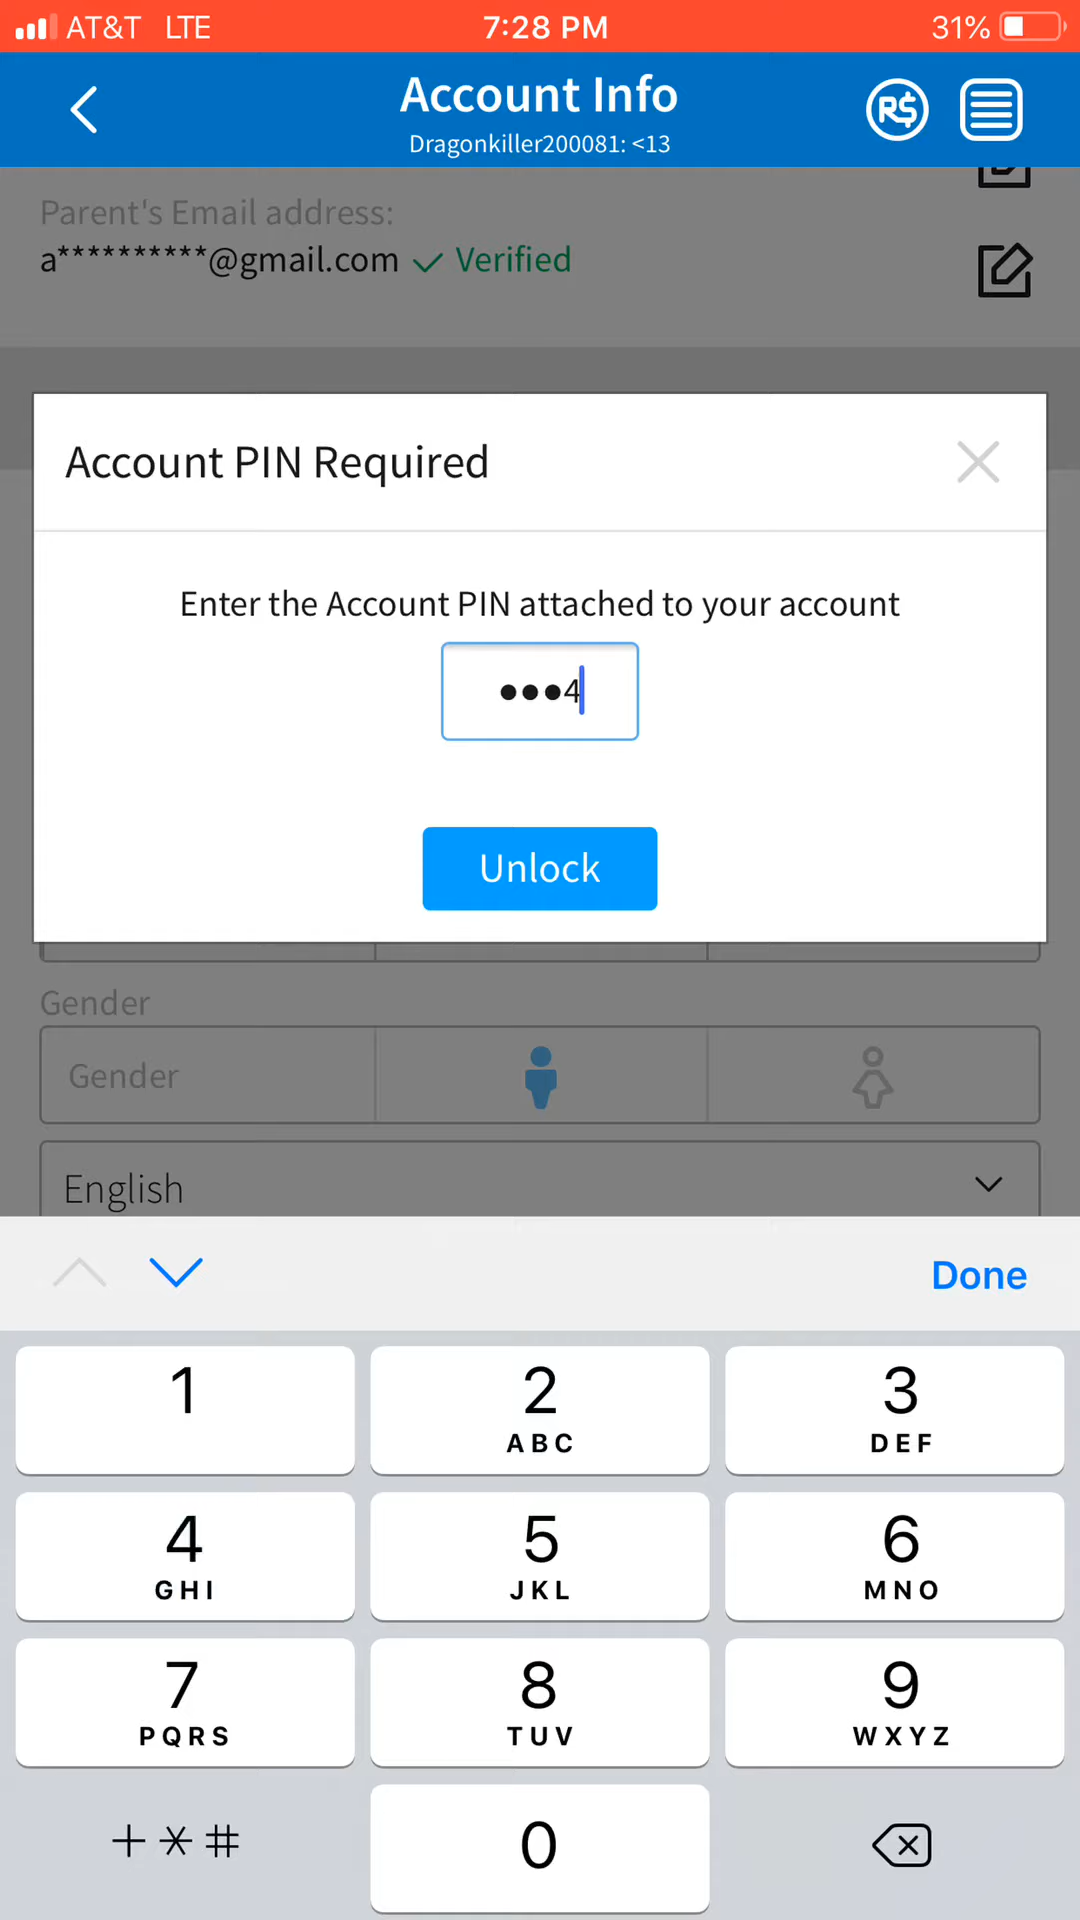 AT&T LTE 7:28 PM 31%
Account Info
R$
Dragonkiller200081: <13
Parent's Email address:
a**********@gmail.com Verified
Account PIN Required
Enter the Account PIN attached to your account
•••4
Unlock
Gender
Gender
English
Done
1
2
ABC
3
DEF
4
GHI
5
JKL
6
MNO
7
PQRS
8
TUV
9
WXYZ
+*#
0